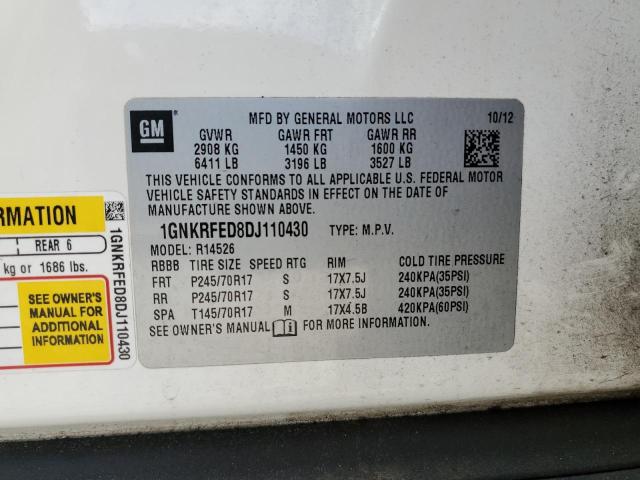 GM
MFD BY GENERAL MOTORS LLC 10/12
GVWR GAWR FRT GAWR RR
2908 KG 1450 KG 1600 KG
6411 LB 3196 LB 3527 LB
THIS VEHICLE CONFORMS TO ALL APPLICABLE U.S. FEDERAL MOTOR
VEHICLE SAFETY STANDARDS IN EFFECT ON THE DATE OF
MANUFACTURE SHOWN ABOVE.
1GNKRFED8DJ110430 TYPE: M.P.V.
MODEL: R14526
RBBB TIRE SIZE SPEED RTG RIM COLD TIRE PRESSURE
FRT P245/70R17 S 17X7.5J 240KPA(35PSI)
RR P245/70R17 S 17X7.5J 240KPA(35PSI)
SPA T145/70R17 M 17X4.5B 420KPA(60PSI)
SEE OWNER'S MANUAL i FOR MORE INFORMATION.
RMATION
REAR 6
kg or 1686 lbs.
SEE OWNER'S
MANUAL FOR
ADDITIONAL
INFORMATION
1GNKRFED8DJ110430